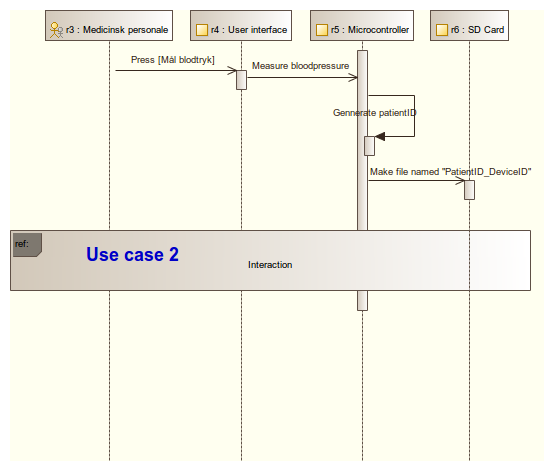 r3 : Medicinsk personale
r4 : User interface
r5 : Microcontroller
r6 : SD Card
Press [Mål blodtryk]
Measure bloodpressure
Gennerate patientID
Make file named "PatientID_DeviceID"
ref:
Use case 2
Interaction